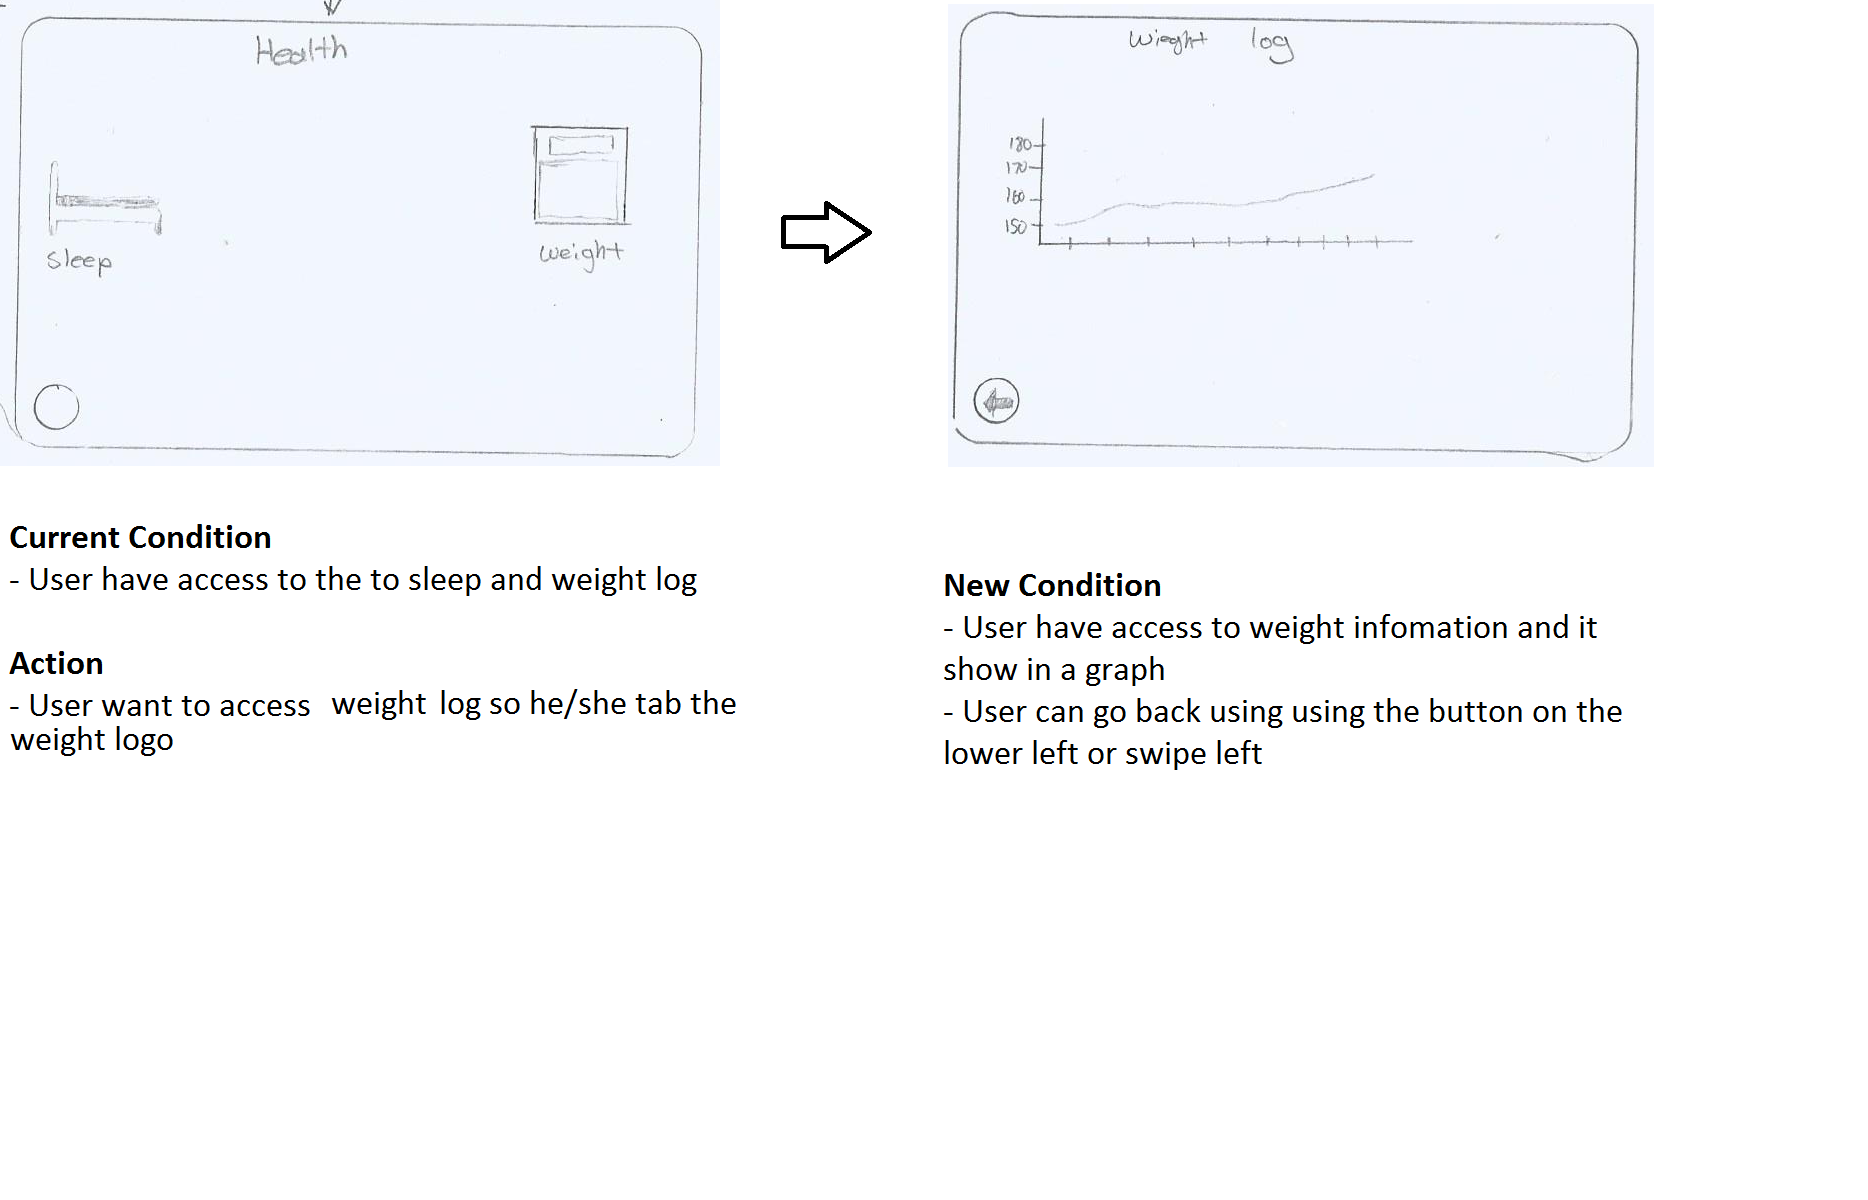 Health
sleep
weight
Wieght log
180
170
160
150
Current Condition
- User have access to the to sleep and weight log
Action
- User want to access weight log so he/she tab the
weight logo
New Condition
- User have access to weight infomation and it
show in a graph
- User can go back using using the button on the
lower left or swipe left